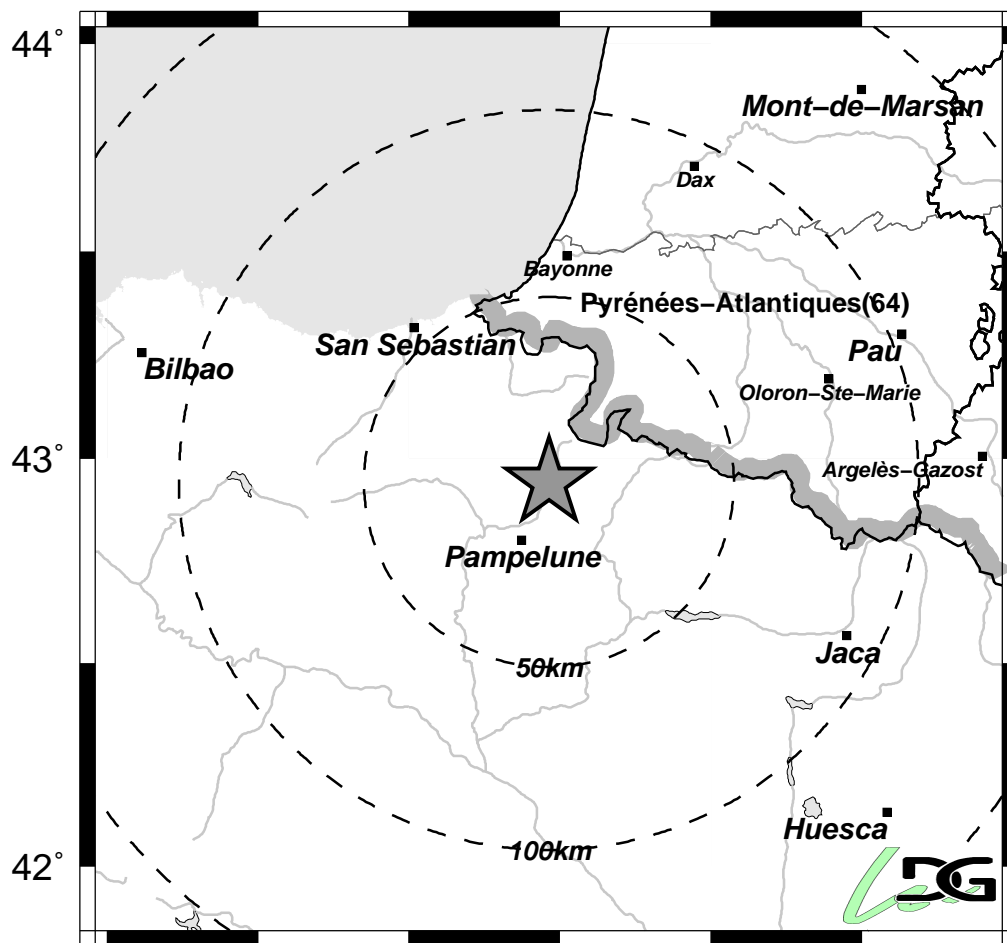 44°
Mont–de–Marsan
Dax
Bayonne
Pyrénées–Atlantiques(64)
San Sebastian
Pau
Bilbao
Oloron–Ste–Marie
43°
Argelès–Gazost
Pampelune
50km
Jaca
Huesca
100km
42°
DG